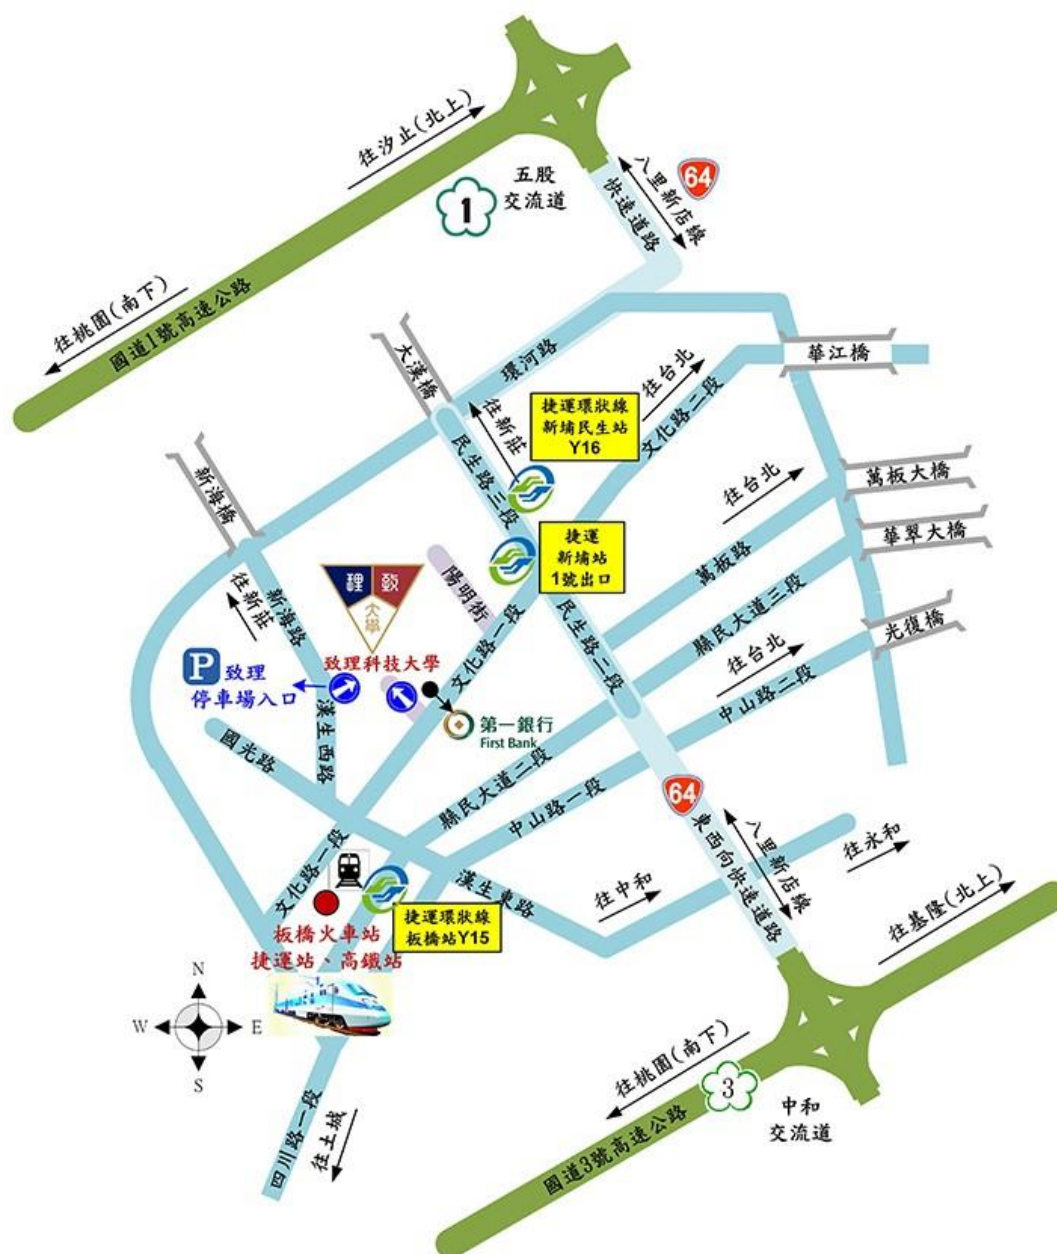 往汐止(北上)
五股
交流道
1
八里新店線
64
快速道路
往桃園(南下)
國道1號高速公路
大漢橋
環河路
往台北
華江橋
往新莊
捷運環狀線
新埔民生站
Y16
文化路二段
民生路三段
新海橋
往台北
萬板大橋
捷運
新埔站
1號出口
萬板路
華翠大橋
往新莊
新海路
理 致
大學
陽明街
文化路一段
民生路二段
縣民大道三段
光復橋
往台北
致理科技大學
P 致理
停車場入口
漢生西路
第一銀行
First Bank
中山路二段
國光路
縣民大道二段
中山路一段
64
東西向快速道路
八里新店線
文化路一段
漢生東路
往中和
往永和
捷運環狀線
板橋站Y15
板橋火車站
捷運站、高鐵站
往基隆(北上)
N
W E
S
往桃園(南下)
3
中和
交流道
國道3號高速公路
四川路一段
往土城